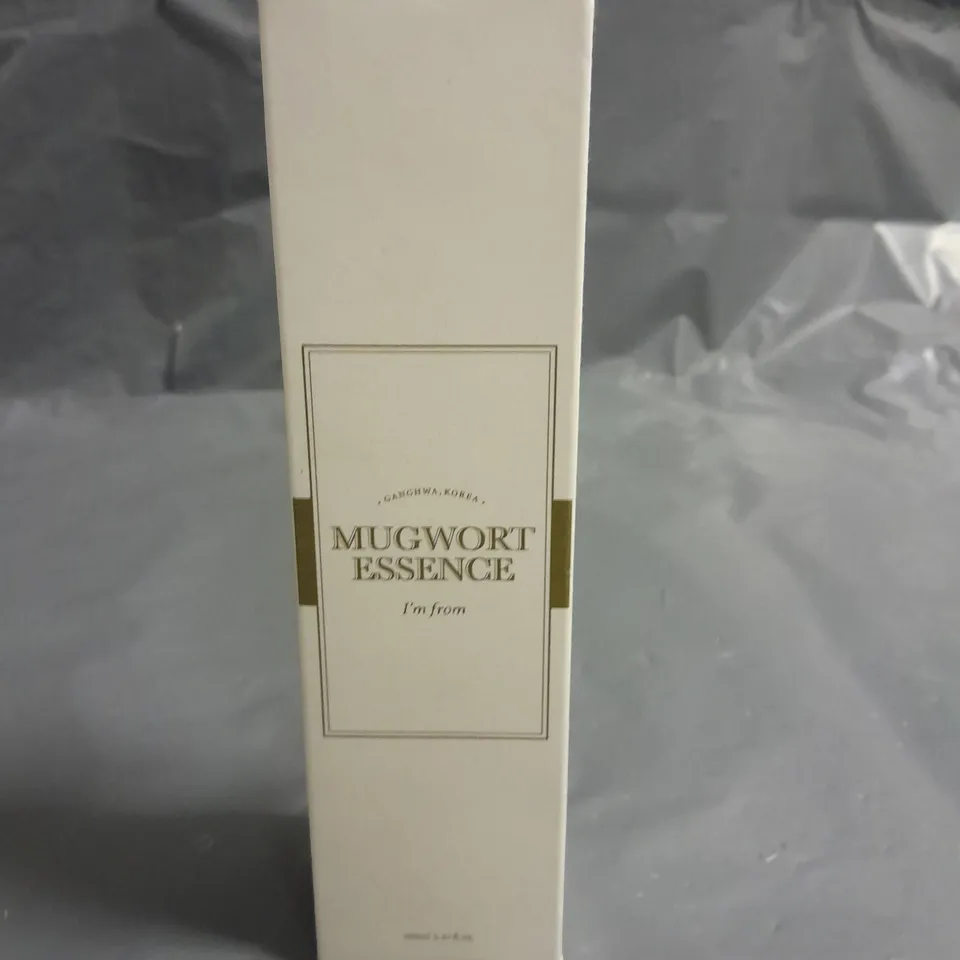 GANGHWA, KOREA
MUGWORT
ESSENCE
I'm from